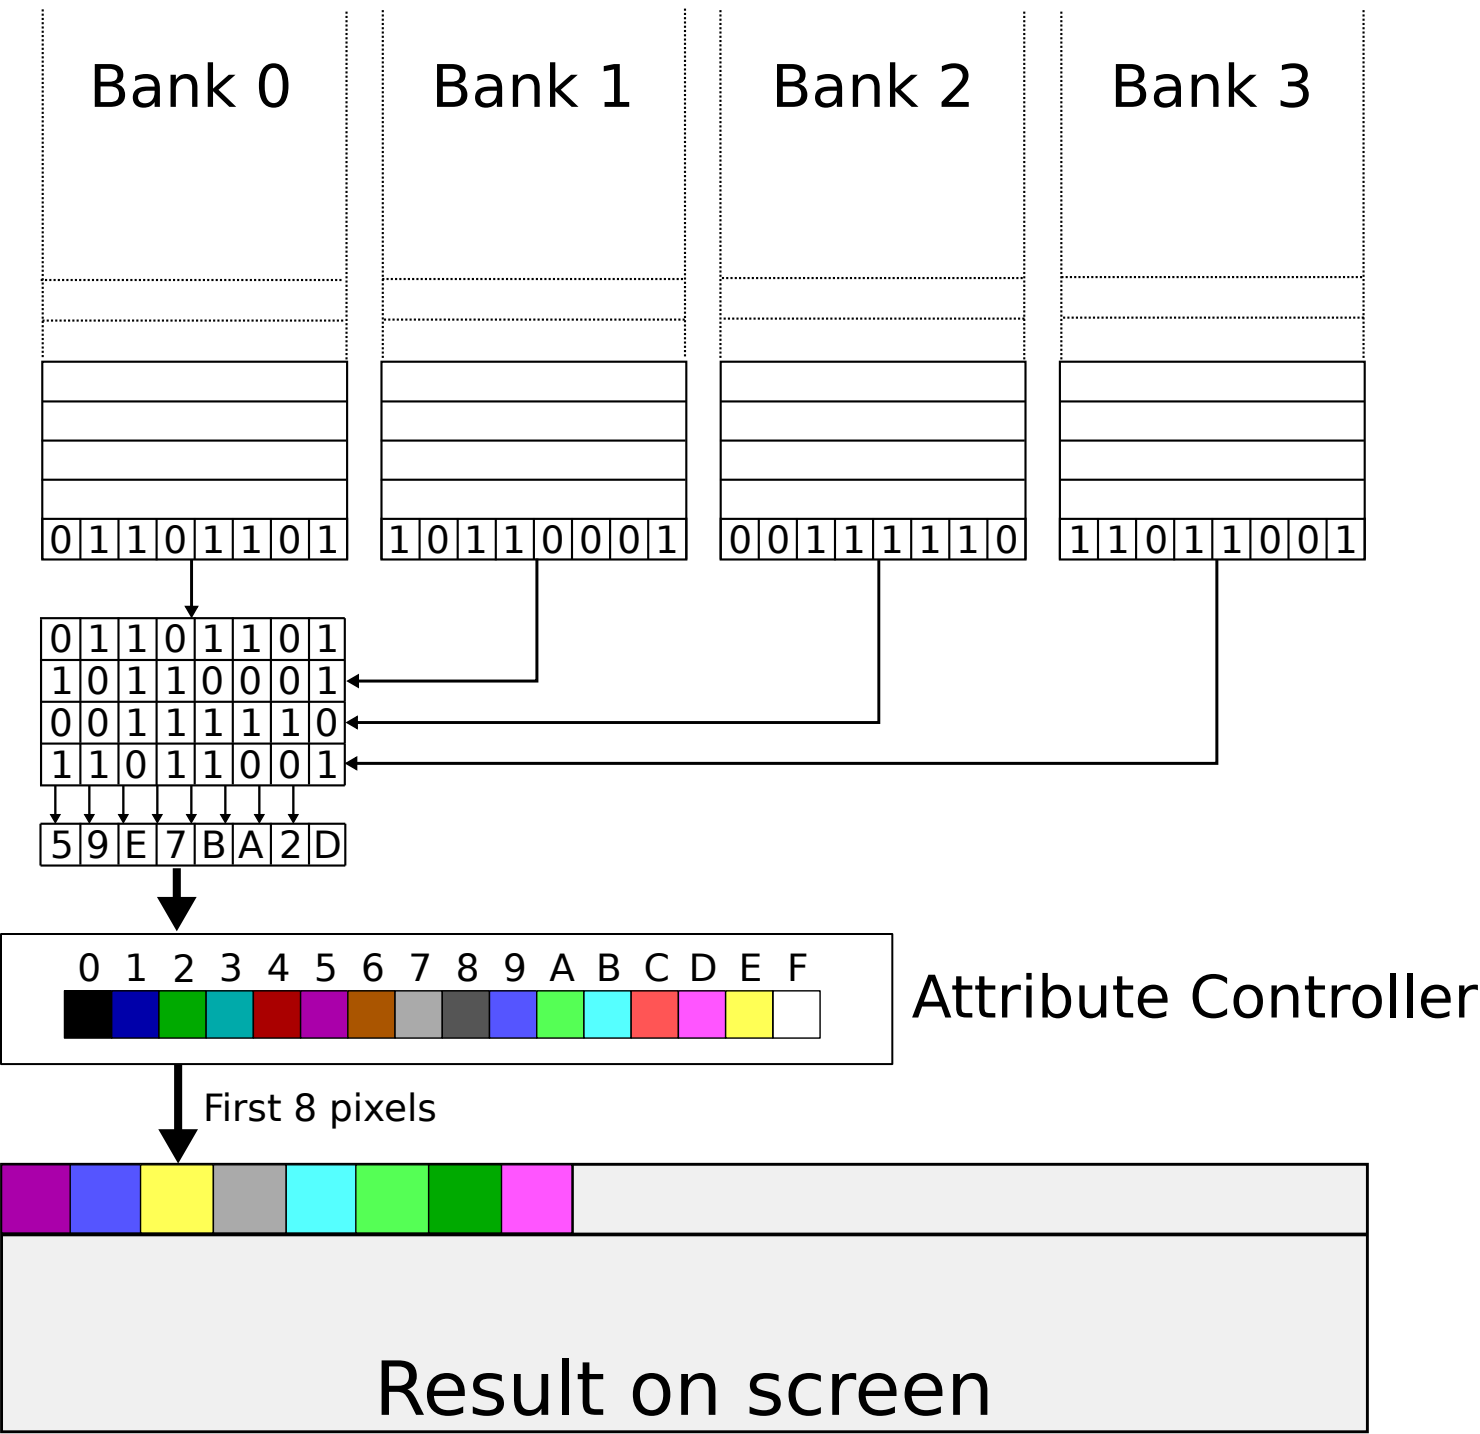 Bank 0 Bank 1 Bank 2 Bank 3
0 1 1 0 1 1 0 1 1 0 1 1 0 0 0 1 0 0 1 1 1 1 1 0 1 1 0 1 1 0 0 1
0 1 1 0 1 1 0 1
1 0 1 1 0 0 0 1
0 0 1 1 1 1 1 0
1 1 0 1 1 0 0 1
5 9 E 7 B A 2 D
0 1 2 3 4 5 6 7 8 9 A B C D E F
Attribute Controller
First 8 pixels
Result on screen